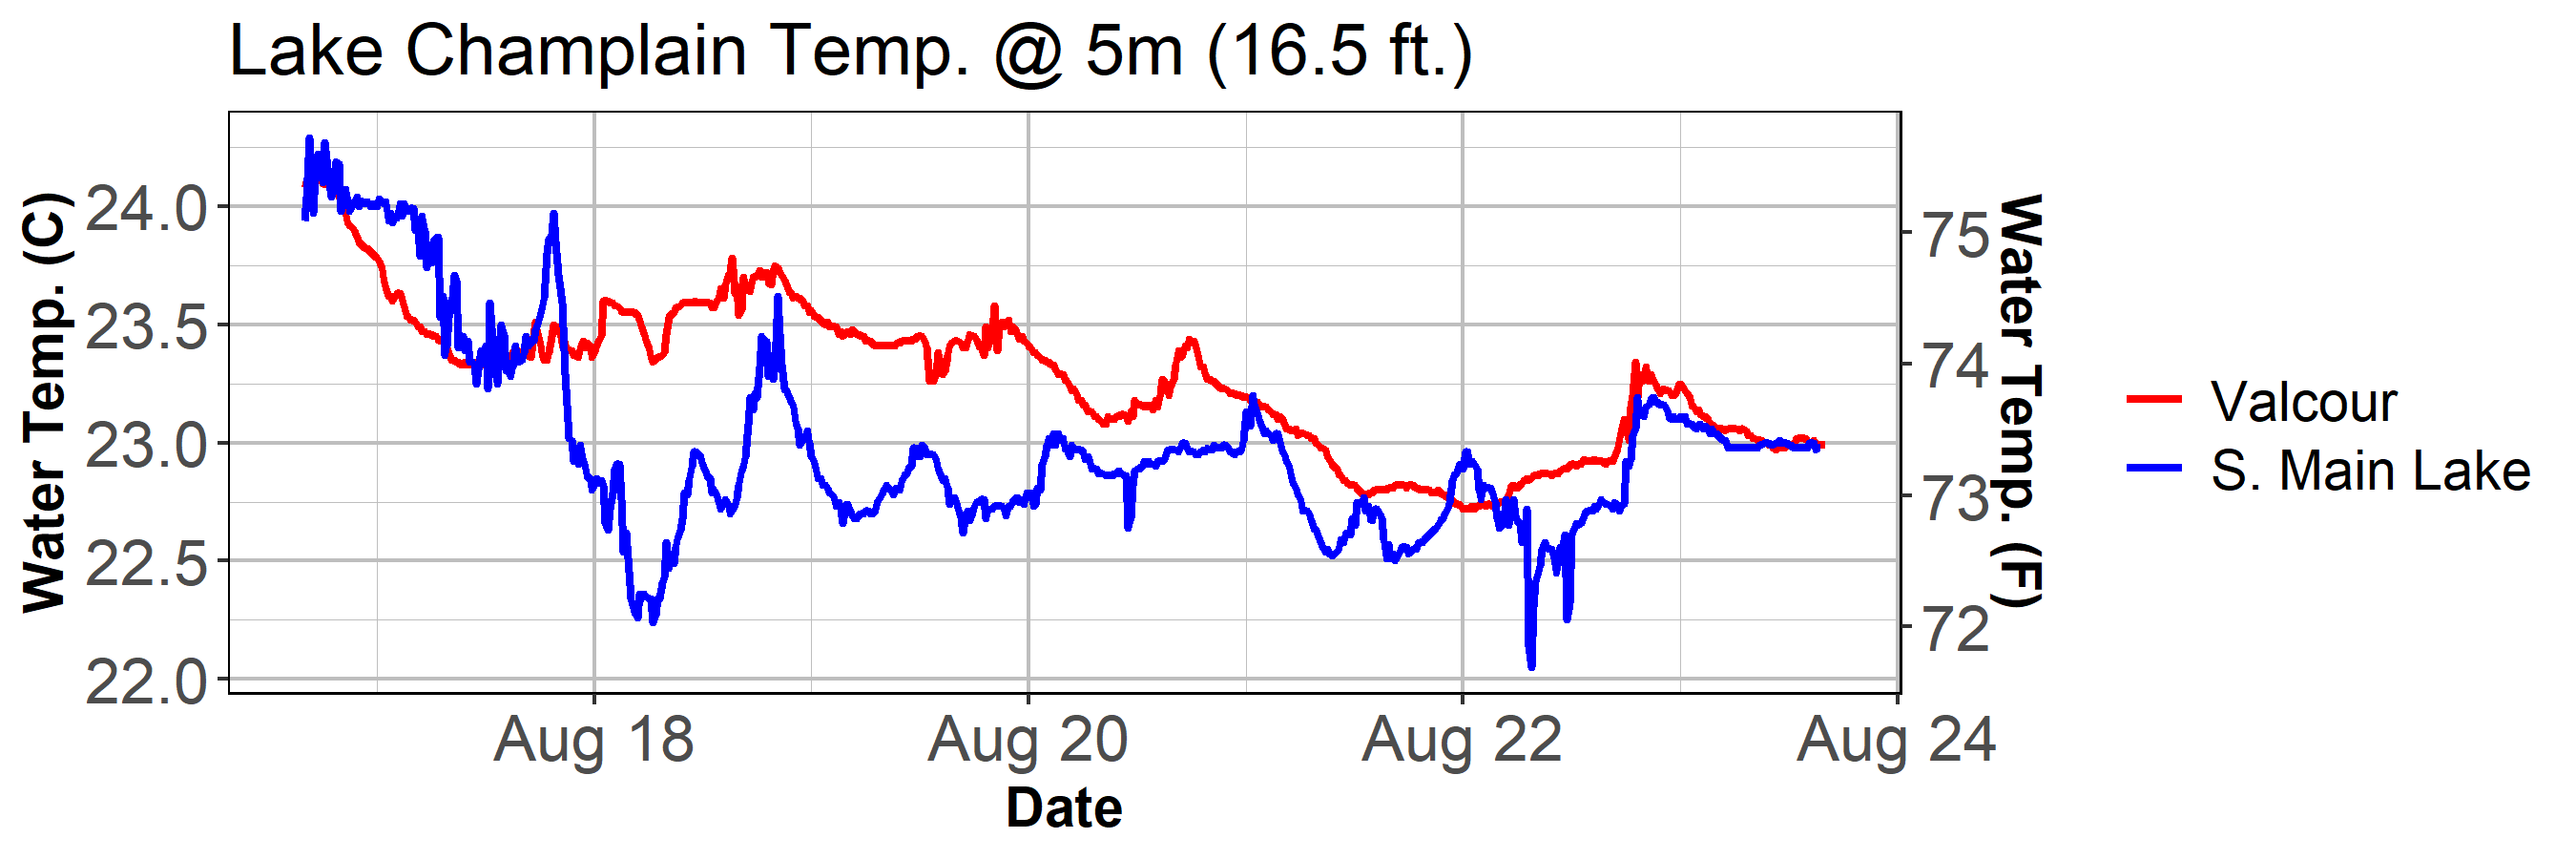 Lake Champlain Temp. @ 5m (16.5 ft.)
Water Temp. (C)
24.0
23.5
23.0
22.5
22.0
75
74
73
72
Water Temp. (F)
Aug 18
Aug 20
Aug 22
Aug 24
Date
Valcour
S. Main Lake